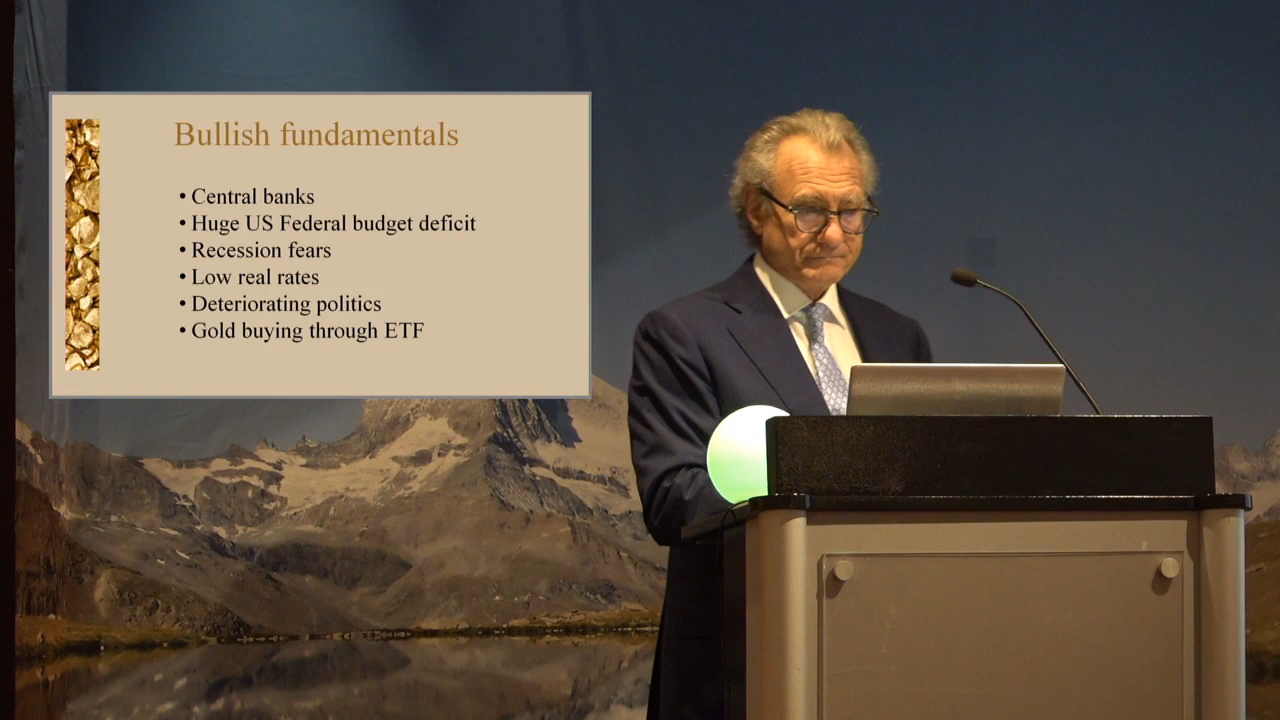 Bullish fundamentals
• Central banks
• Huge US Federal budget deficit
• Recession fears
• Low real rates
• Deteriorating politics
• Gold buying through ETF